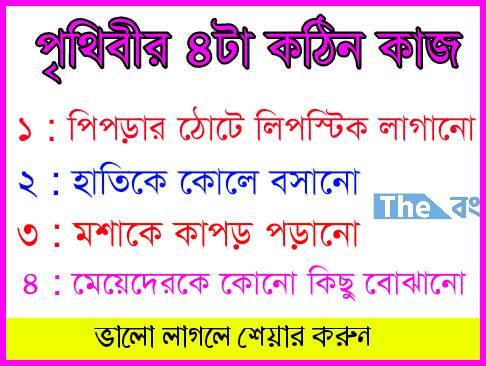 পৃথিবীর ৪টা কঠিন কাজ
১ : পিপড়ার ঠোটে লিপস্টিক লাগানো
২ : হাতিকে কোলে বসানো
The বং
৩ : মশাকে কাপড় পড়ানো
৪ : মেয়েদেরকে কোনো কিছু বোঝানো
ভালো লাগলে শেয়ার করুন